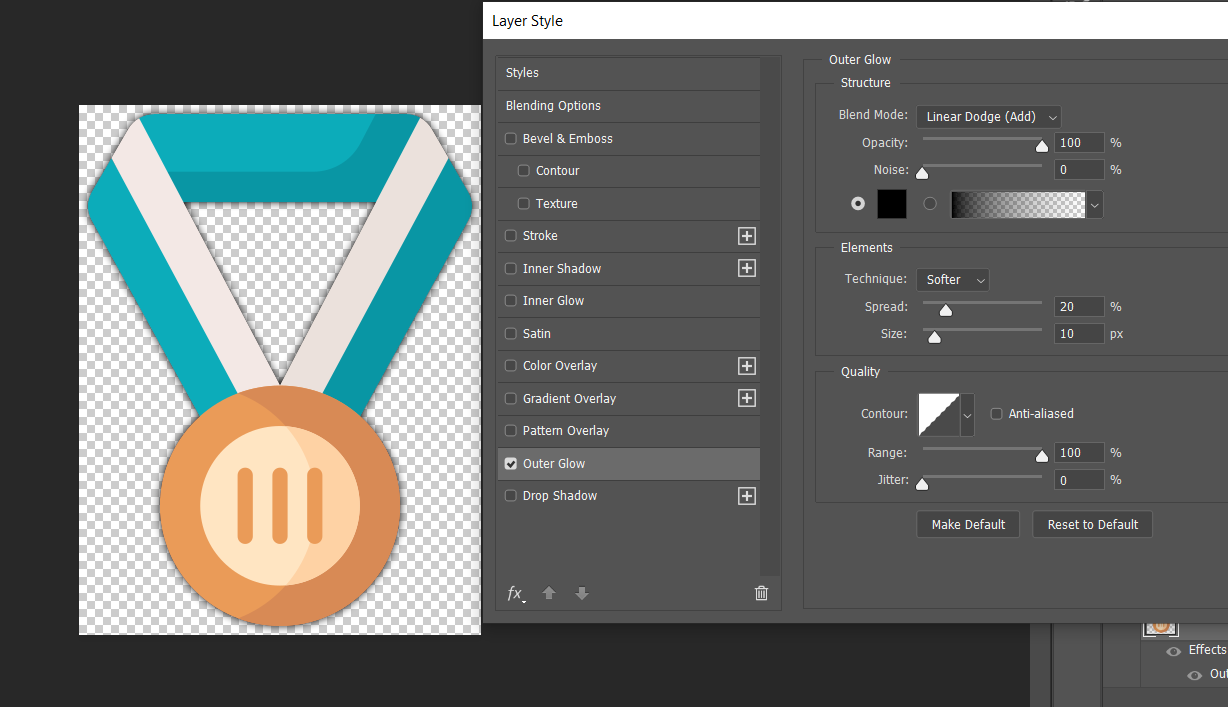 Layer Style
Styles
Blending Options
Bevel & Emboss
Contour
Texture
Stroke
Inner Shadow
Inner Glow
Satin
Color Overlay
Gradient Overlay
Pattern Overlay
Outer Glow
Drop Shadow
fx
Outer Glow
Structure
Blend Mode: Linear Dodge (Add)
Opacity: 100 %
Noise: 0 %
Elements
Technique: Softer
Spread: 20 %
Size: 10 px
Quality
Contour: Anti-aliased
Range: 100 %
Jitter: 0 %
Make Default Reset to Default
Effects
Out